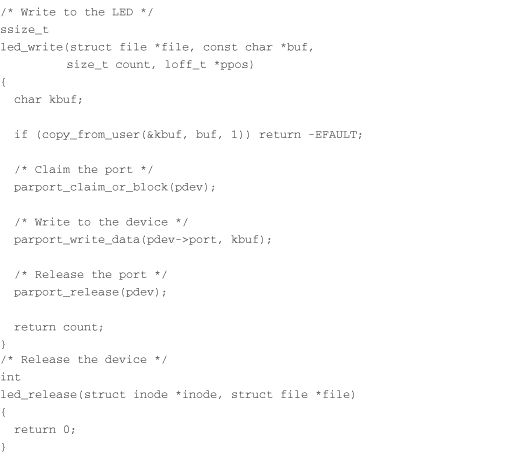 /* Write to the LED */
ssize_t
led_write(struct file *file, const char *buf,
          size_t count, loff_t *ppos)
{
  char kbuf;

  if (copy_from_user(&kbuf, buf, 1)) return -EFAULT;

  /* Claim the port */
  parport_claim_or_block(pdev);

  /* Write to the device */
  parport_write_data(pdev->port, kbuf);

  /* Release the port */
  parport_release(pdev);

  return count;
}
/* Release the device */
int
led_release(struct inode *inode, struct file *file)
{
  return 0;
}